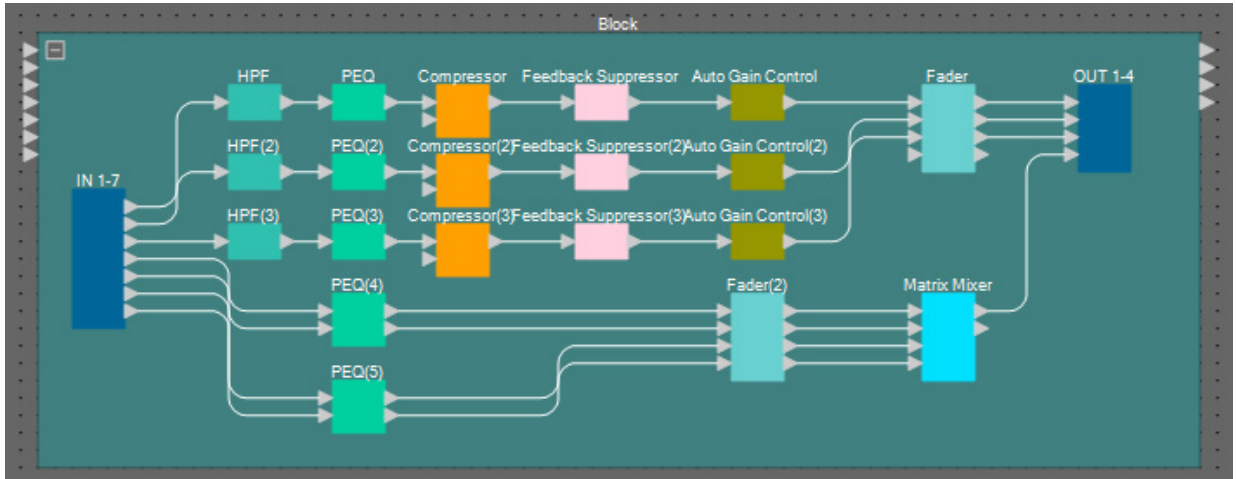 Block
HPF PEQ Compressor Feedback Suppressor Auto Gain Control Fader OUT 1-4
HPF(2) PEQ(2) Compressor(2) Feedback Suppressor(2) Auto Gain Control(2)
IN 1-7
HPF(3) PEQ(3) Compressor(3) Feedback Suppressor(3) Auto Gain Control(3)
PEQ(4) Fader(2) Matrix Mixer
PEQ(5)